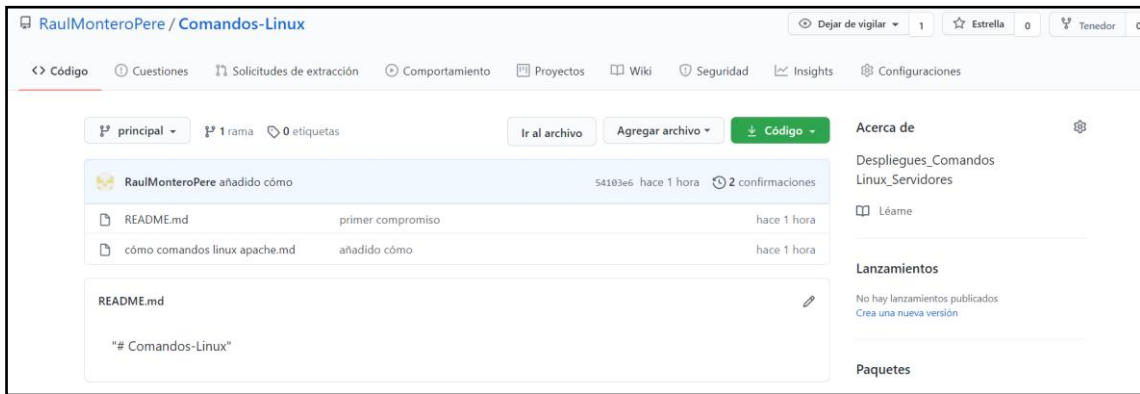 RaulMonteroPere / Comandos-Linux
Dejar de vigilar 1 Estrella 0 Tenedor 0
Código Cuestiones Solicitudes de extracción Comportamiento Proyectos Wiki Seguridad Insights Configuraciones
principal 1 rama 0 etiquetas Ir al archivo Agregar archivo Código
RaulMonteroPere añadido cómo 54103e6 hace 1 hora 2 confirmaciones
README.md primer compromiso hace 1 hora
cómo comandos linux apache.md añadido cómo hace 1 hora
README.md
"# Comandos-Linux"
Acerca de
Despliegues_Comandos
Linux_Servidores
Léame
Lanzamientos
No hay lanzamientos publicados
Crea una nueva versión
Paquetes